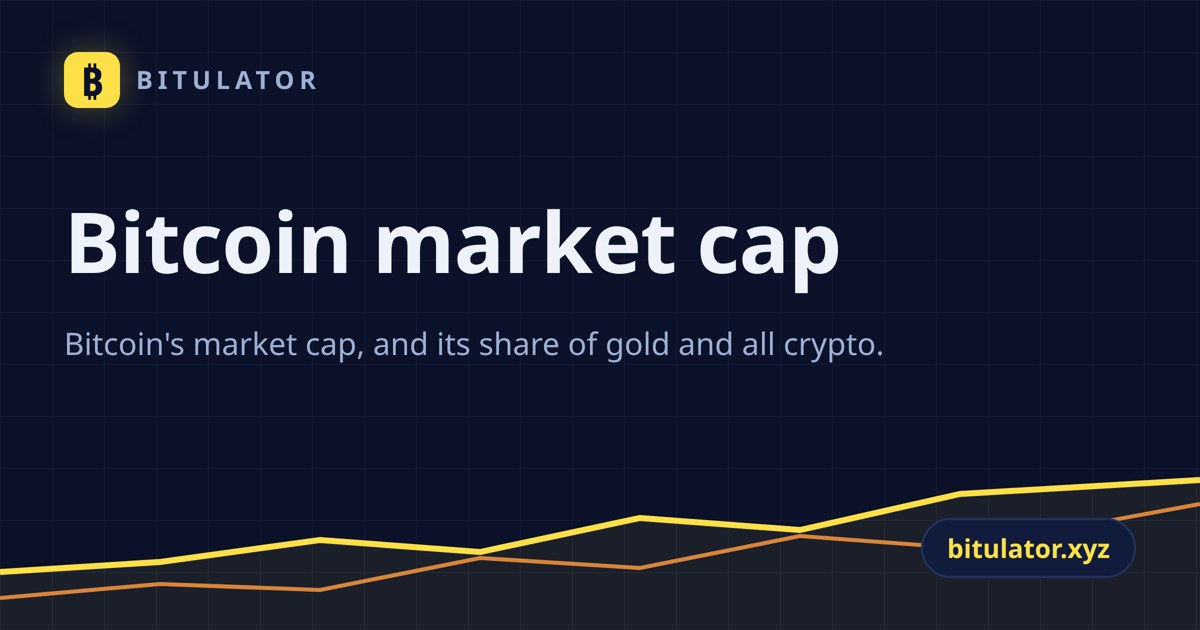 BITULATOR
Bitcoin market cap
Bitcoin's market cap, and its share of gold and all crypto.
bitulator.xyz